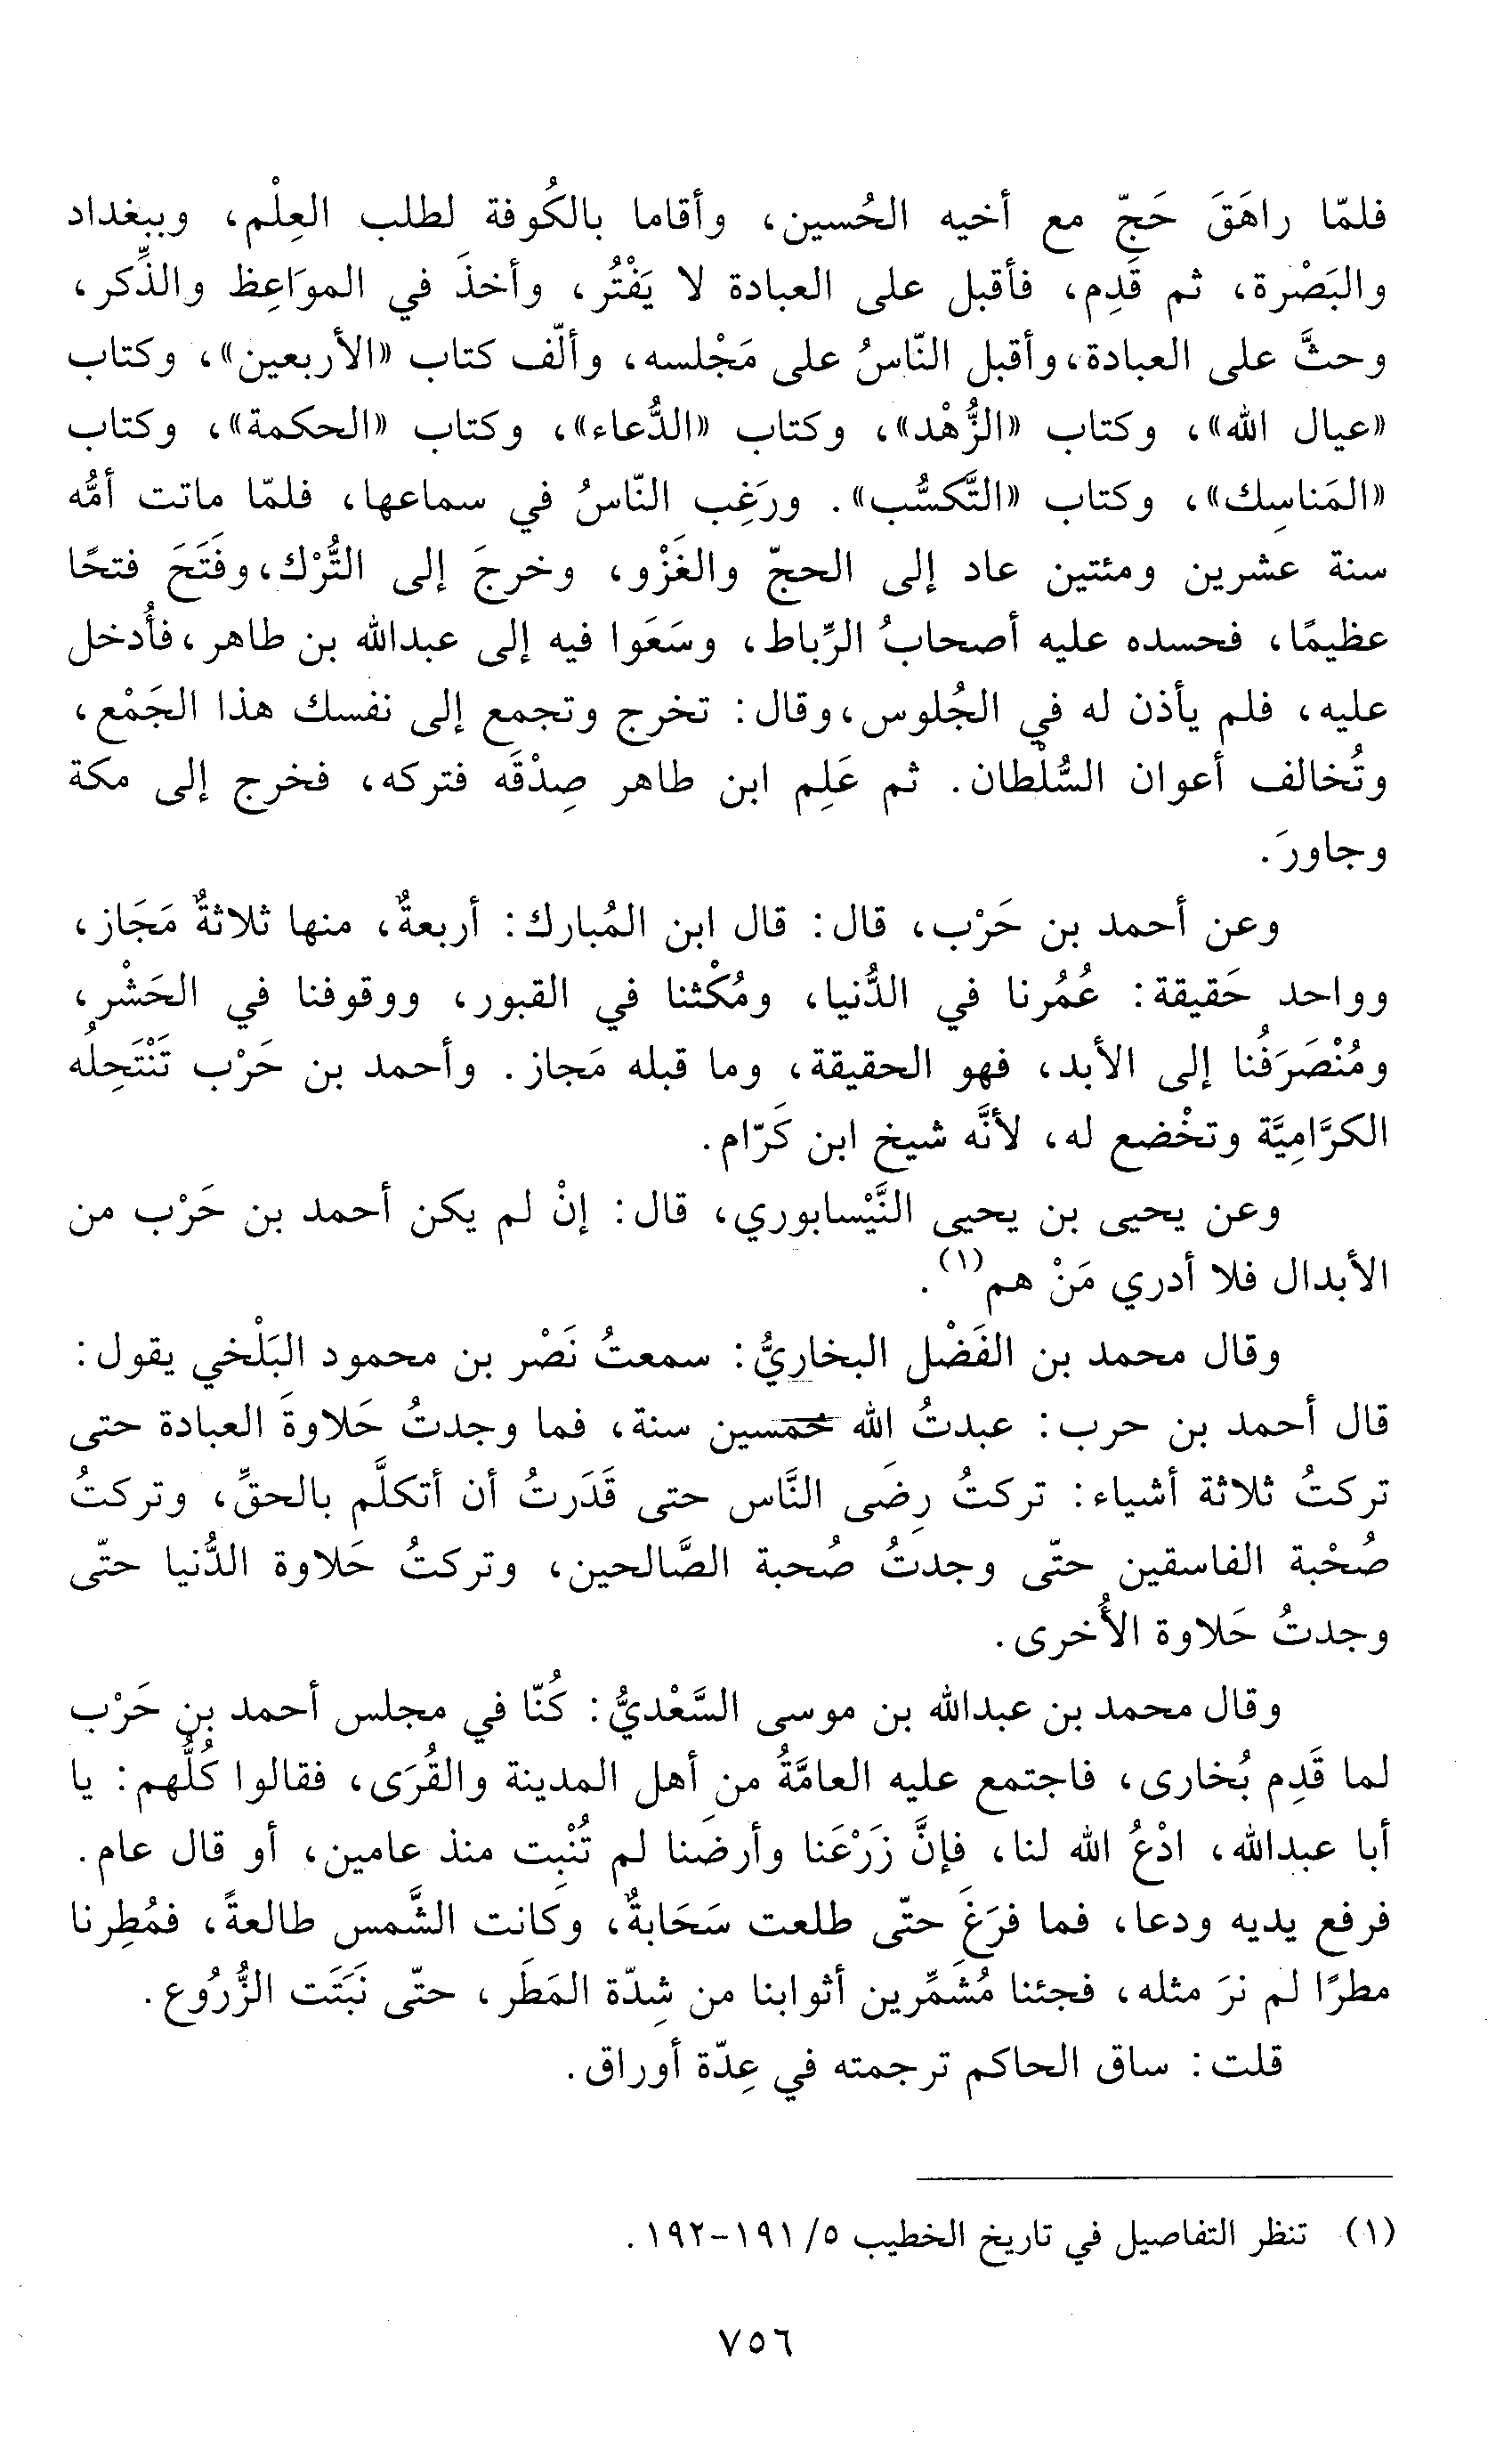 فلمّا راهَقَ حَجّ مع أخيه الحُسين، وأقاما بالكُوفة لطلب العِلْم، وببغداد
والبَصْرة، ثم قَدِم، فأقبل على العبادة لا يَفْتُر، وأخذَ في الموَاعِظ والذِّكر،
وحثَّ على العبادة، وأقبل النّاسُ على مَجْلسه، وألّف كتاب «الأربعين»، وكتاب
«عيال الله»، وكتاب «الزُّهْد»، وكتاب «الدُّعاء»، وكتاب «الحكمة»، وكتاب
«المَناسِك»، وكتاب «التَّكسُّب». ورَغِب النّاسُ في سماعها، فلمّا ماتت أمُّه
سنة عشرين ومئتين عاد إلى الحجّ والغَزْو، وخرجَ إلى التُّرْك، وفَتَحَ فتحًا
عظيمًا، فحسده عليه أصحابُ الرِّباط، وسَعَوا فيه إلى عبدالله بن طاهر، فأُدخل
عليه، فلم يأذن له في الجُلوس، وقال: تخرج وتجمع إلى نفسك هذا الجَمْع،
وتُخالف أعوان السُّلْطان. ثم عَلِم ابن طاهر صِدْقَه فتركه، فخرج إلى مكة
وجاورَ.
وعن أحمد بن حَرْب، قال: قال ابن المُبارك: أربعةٌ، منها ثلاثةٌ مَجَاز،
وواحد حَقيقة: عُمُرنا في الدُّنيا، ومُكْثنا في القبور، ووقوفنا في الحَشْر،
ومُنْصَرَفُنا إلى الأبد، فهو الحقيقة، وما قبله مَجاز. وأحمد بن حَرْب تَنْتَحِلُه
الكرَّامِيَّة وتخْضع له، لأنَّه شيخ ابن كَرّام.
وعن يحيى بن يحيى النَّيْسابوري، قال: إنْ لم يكن أحمد بن حَرْب من
الأبدال فلا أدري مَنْ هم(١).
وقال محمد بن الفَضْل البخاريُّ: سمعتُ نَصْر بن محمود البَلْخي يقول:
قال أحمد بن حرب: عبدتُ الله خمسين سنة، فما وجدتُ حَلاوةَ العبادة حتى
تركتُ ثلاثة أشياء: تركتُ رِضَى النَّاس حتى قَدَرتُ أن أتكلَّم بالحقِّ، وتركتُ
صُحْبة الفاسقين حتّى وجدتُ صُحبة الصَّالحين، وتركتُ حَلاوة الدُّنيا حتّى
وجدتُ حَلاوة الأُخرى.
وقال محمد بن عبدالله بن موسى السَّعْديُّ: كُنّا في مجلس أحمد بن حَرْب
لما قَدِم بُخارى، فاجتمع عليه العامَّةُ من أهل المدينة والقُرَى، فقالوا كُلُّهم: يا
أبا عبدالله، ادْعُ الله لنا، فإنَّ زَرْعَنا وأرضَنا لم تُنْبِت منذ عامين، أو قال عام.
فرفع يديه ودعا، فما فرَغَ حتّى طلعت سَحَابةٌ، وكانت الشَّمس طالعةً، فمُطِرنا
مطرًا لم نرَ مثله، فجئنا مُشَمِّرين أثوابنا من شِدّة المَطَر، حتّى نَبَتَت الزُّرُوع.
قلت: ساق الحاكم ترجمته في عِدّة أوراق.
(١) تنظر التفاصيل في تاريخ الخطيب ٥/ ١٩١-١٩٢.
٧٥٦